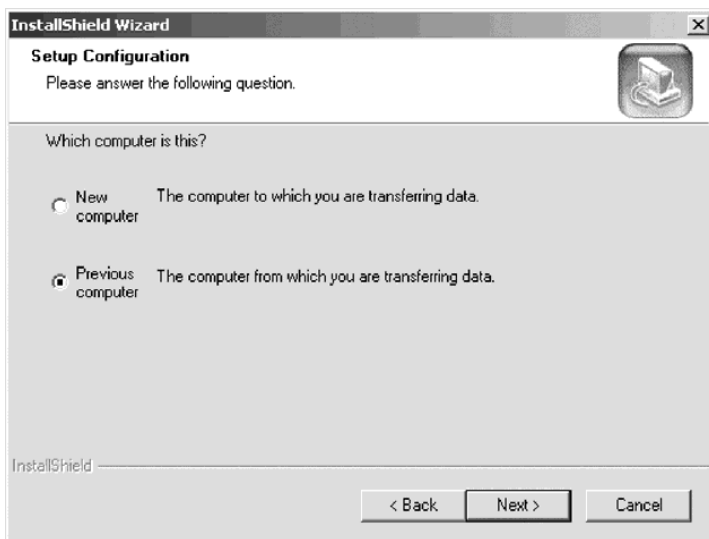 InstallShield Wizard
Setup Configuration
Please answer the following question.
Which computer is this?
New computer
The computer to which you are transferring data.
Previous computer
The computer from which you are transferring data.
InstallShield
< Back
Next >
Cancel